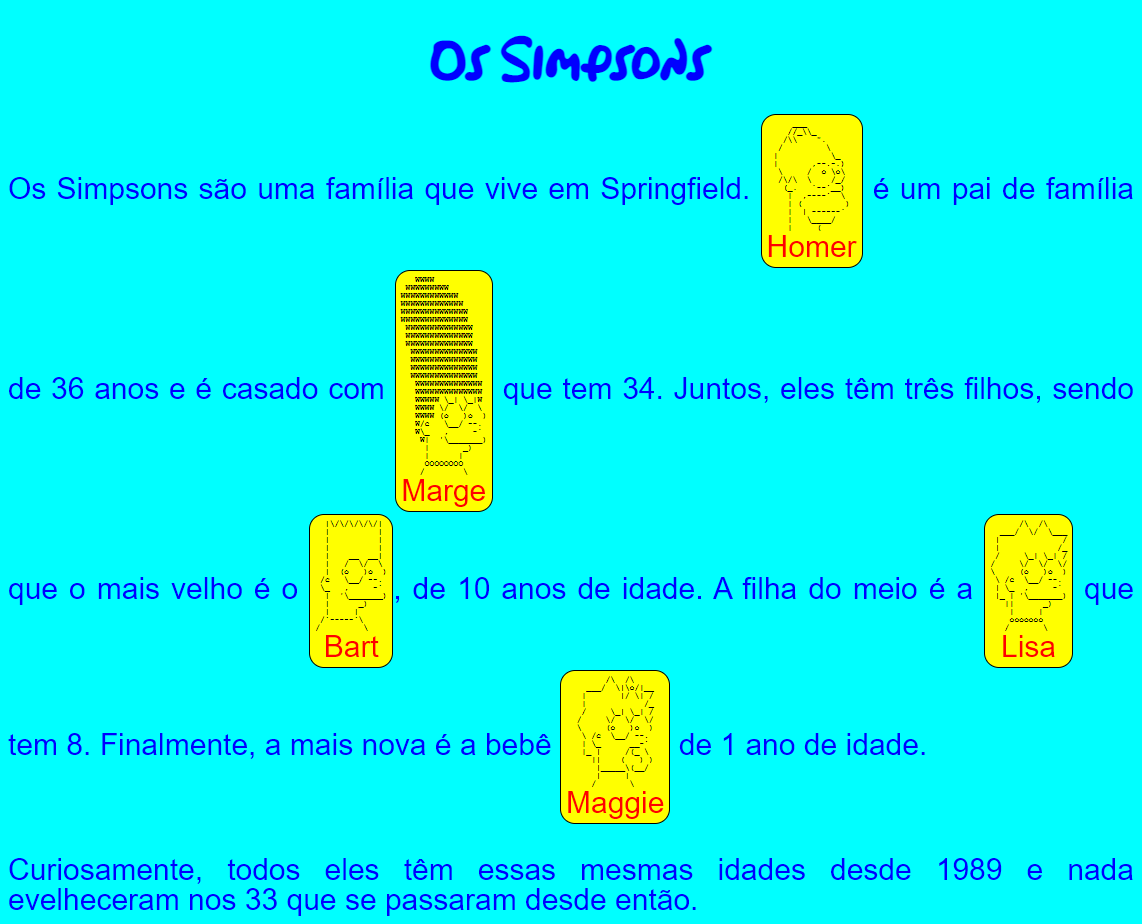 Os Simpsons
Os Simpsons são uma família que vive em Springfield. Homer é um pai de família
de 36 anos e é casado com Marge que tem 34. Juntos, eles têm três filhos, sendo
que o mais velho é o Bart, de 10 anos de idade. A filha do meio é a Lisa que
tem 8. Finalmente, a mais nova é a bebê Maggie de 1 ano de idade.
Curiosamente, todos eles têm essas mesmas idades desde 1989 e nada
evelheceram nos 33 que se passaram desde então.